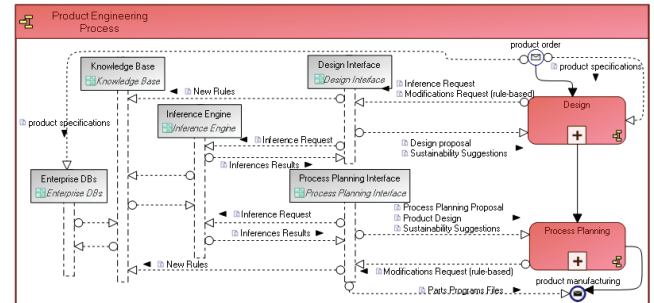 Product Engineering
Process
product order
product specifications
Knowledge Base
Knowledge Base
Design Interface
Design Interface
Inference Request
Modifications Request (rule-based)
New Rules
Design
Inference Engine
Inference Engine
product specifications
Inference Request
Design proposal
Sustainability Suggestions
Inferences Results
Enterprise DBs
Enterprise DBs
Process Planning Interface
Process Planning Interface
Process Planning Proposal
Product Design
Sustainability Suggestions
Inference Request
Inferences Results
Process Planning
New Rules
Modifications Request (rule-based)
product manufacturing
Parts Programs Files